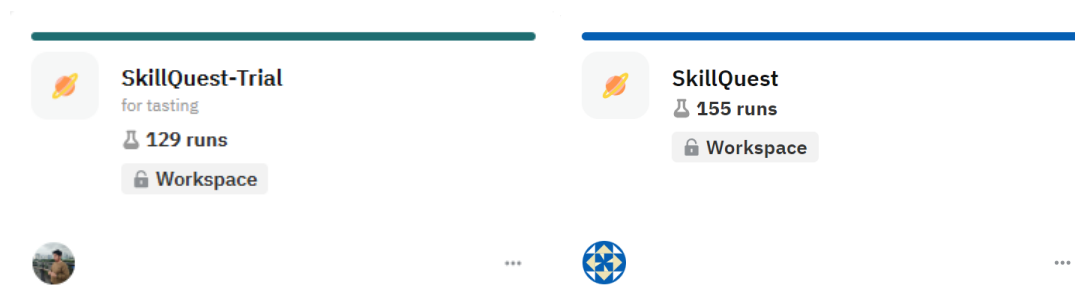 SkillQuest-Trial
for tasting
129 runs
Workspace
SkillQuest
155 runs
Workspace